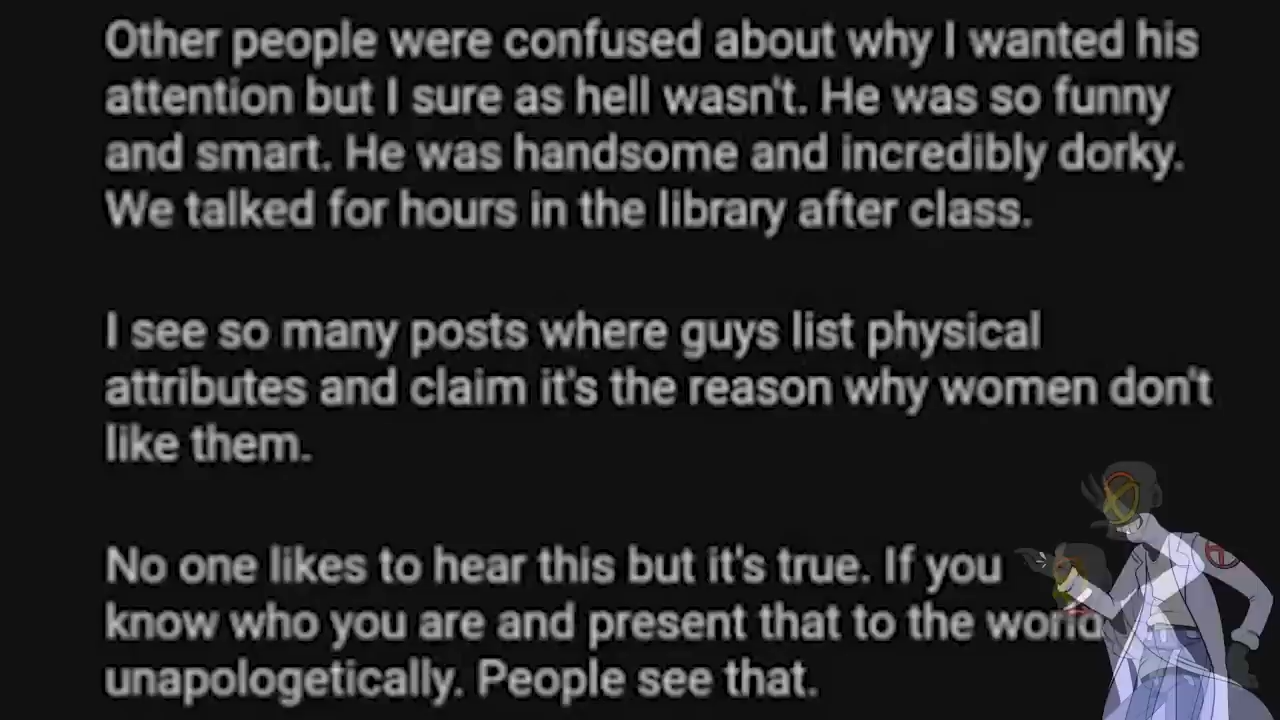 Other people were confused about why I wanted his
attention but I sure as hell wasn't. He was so funny
and smart. He was handsome and incredibly dorky.
We talked for hours in the library after class.
I see so many posts where guys list physical
attributes and claim it's the reason why women don't
like them.
No one likes to hear this but it's true. If you
know who you are and present that to the world
unapologetically. People see that.